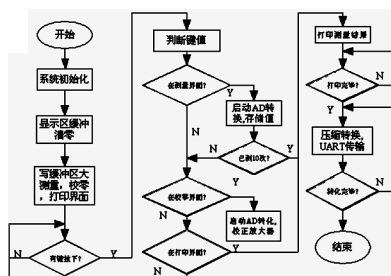 开始
系统初始化
显示区缓冲
清零
写缓冲区大
测量，校零，
打印界面
有键按下？
N
Y
判断键值
在测量界面？
Y
N
启动AD转
换,存储值
已测10次？
N
Y
在校零界面？
Y
N
启动AD转化,
校正放大器
在打印界面？
Y
N
打印测量结果
打印完毕？
N
Y
压缩转换,
UART传输
转化完毕？
N
Y
结束